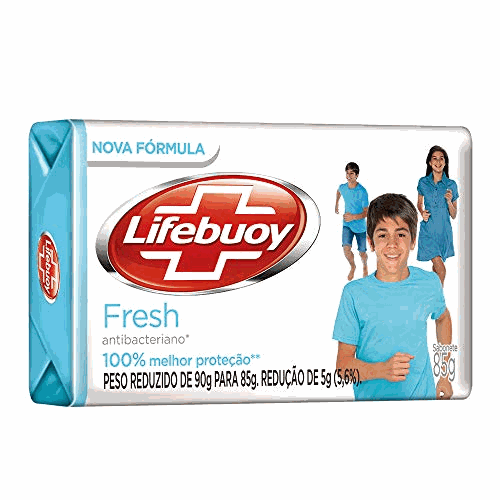 NOVA FÓRMULA
Lifebuoy
Fresh
antibacteriano*
100% melhor proteção**
PESO REDUZIDO DE 90g PARA 85g. REDUÇÃO DE 5g (5,6%).
Sabonete
85g
Lifebuoy